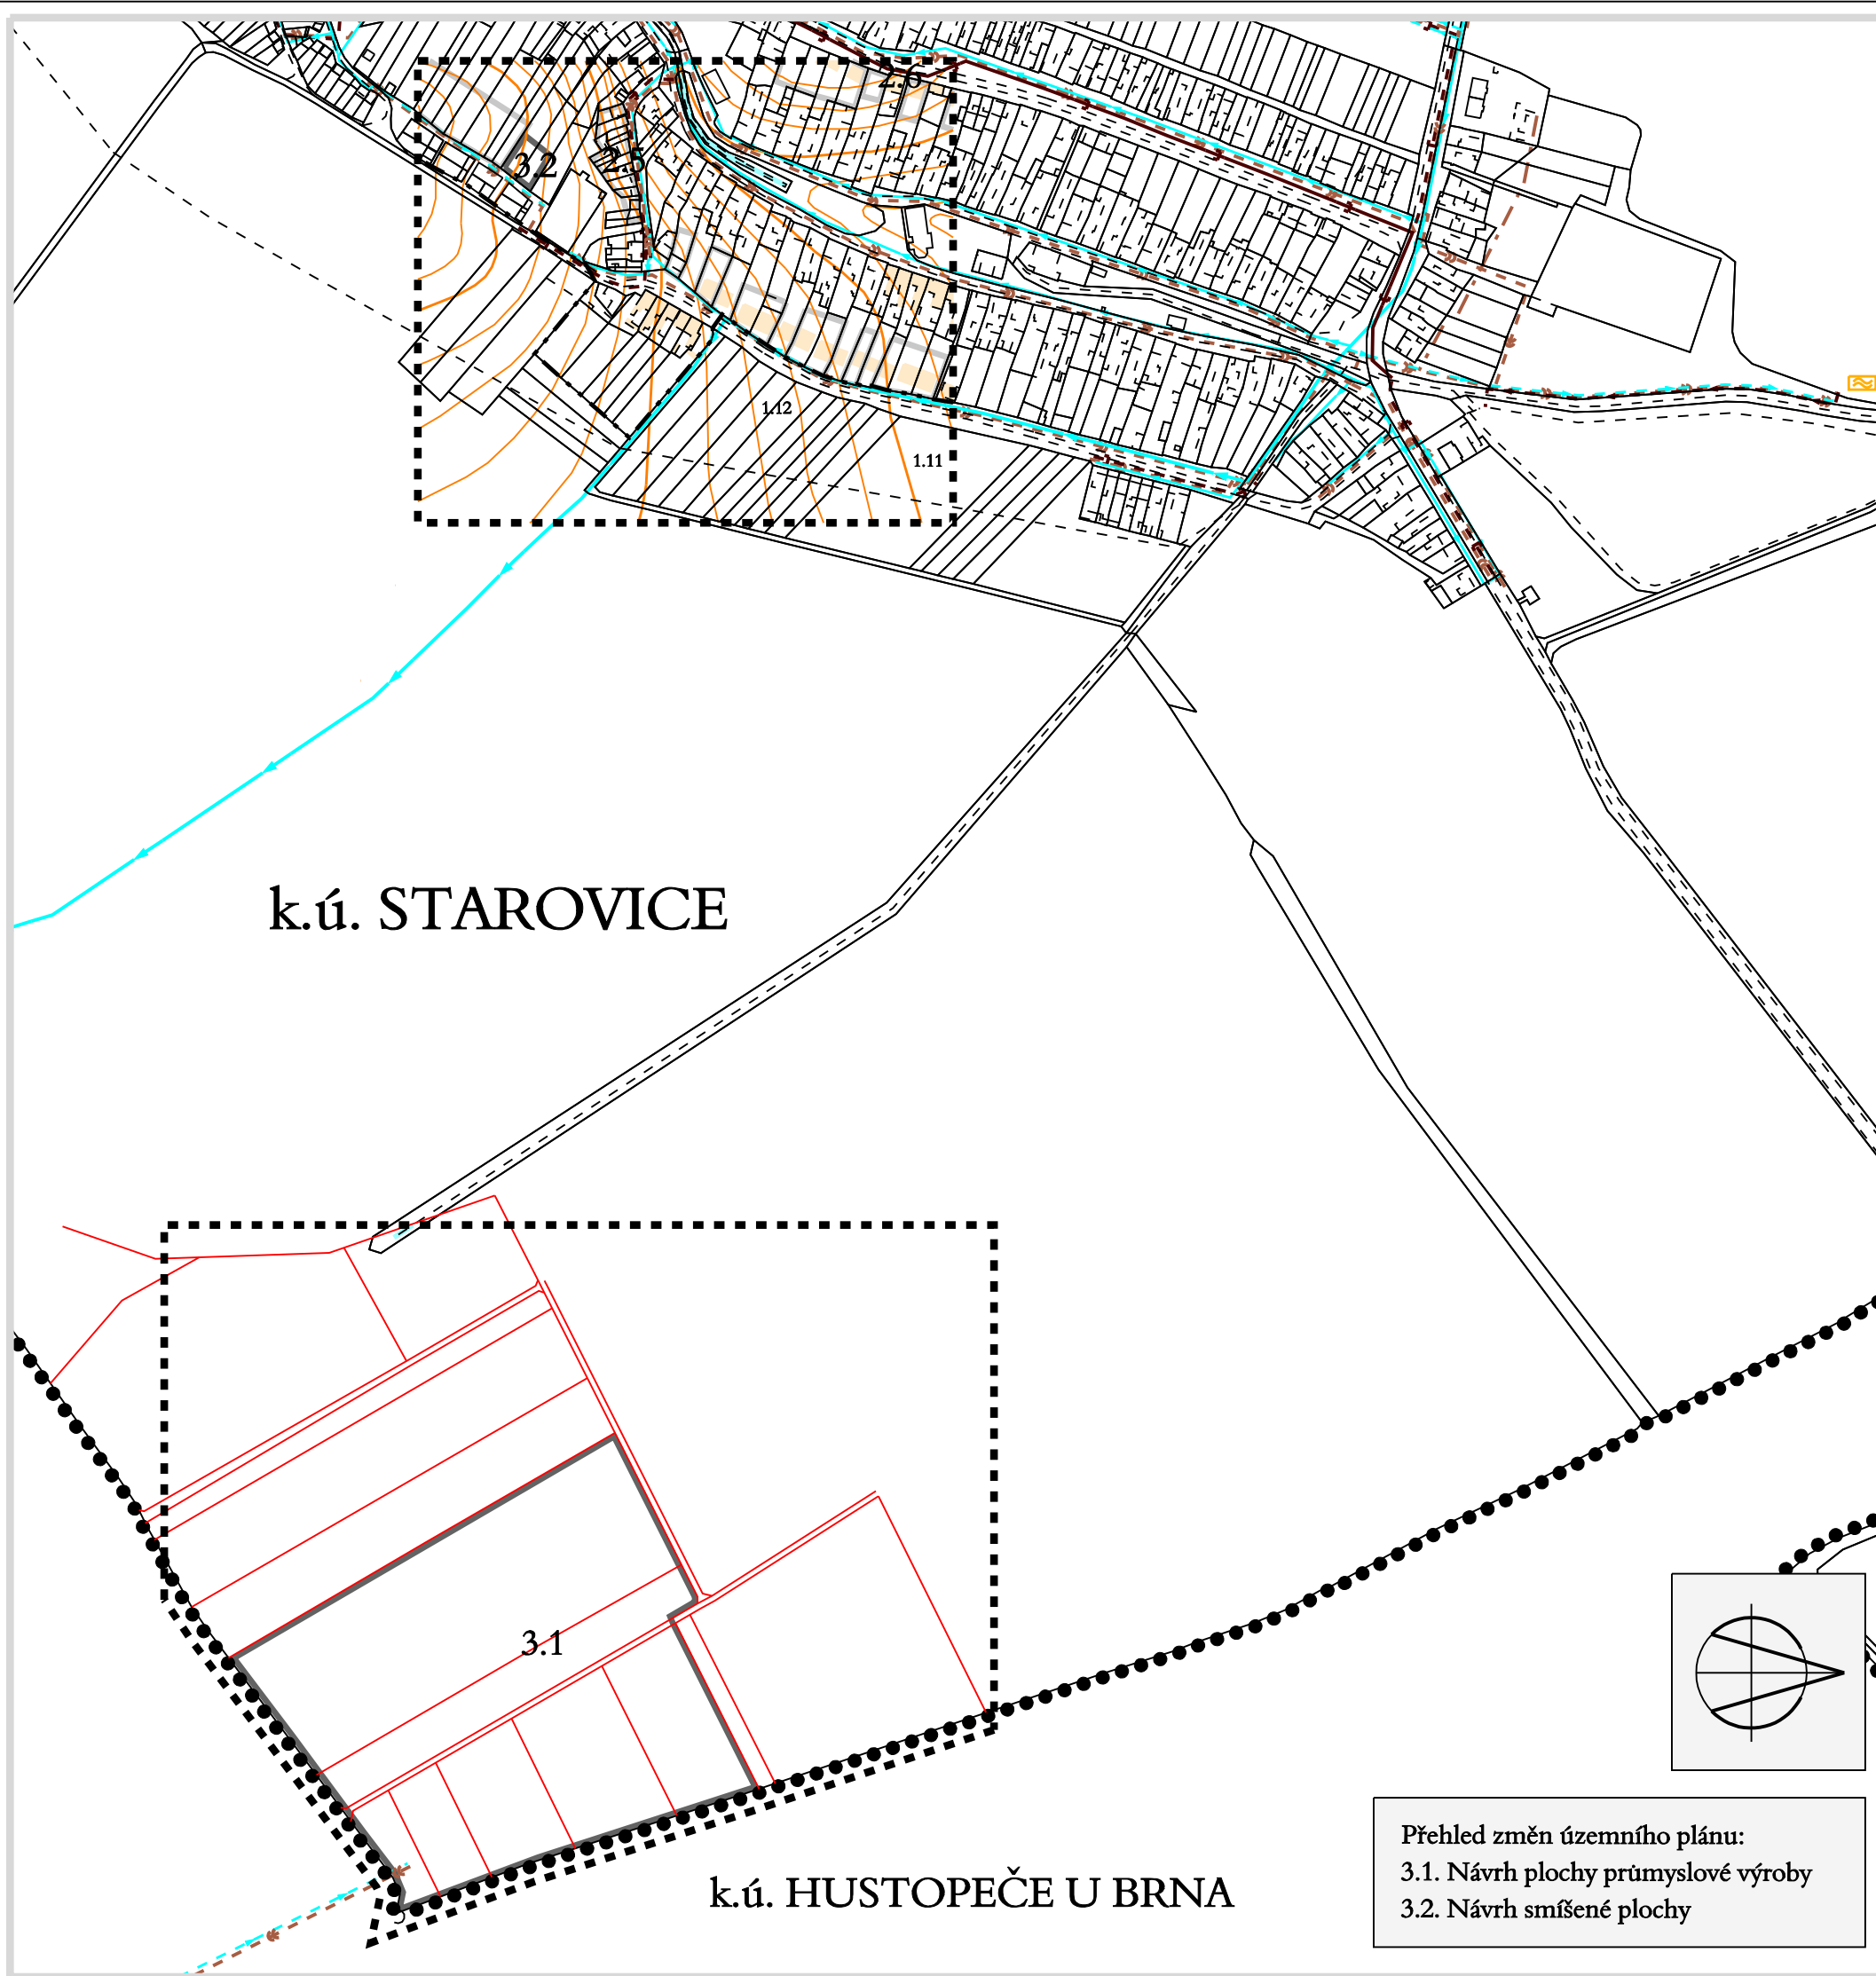 2.6
3.2
2.5
1.12
1.11
k.ú. STAROVICE
3.1
k.ú. HUSTOPEČE U BRNA
Přehled změn územního plánu:
3.1. Návrh plochy průmyslové výroby
3.2. Návrh smíšené plochy